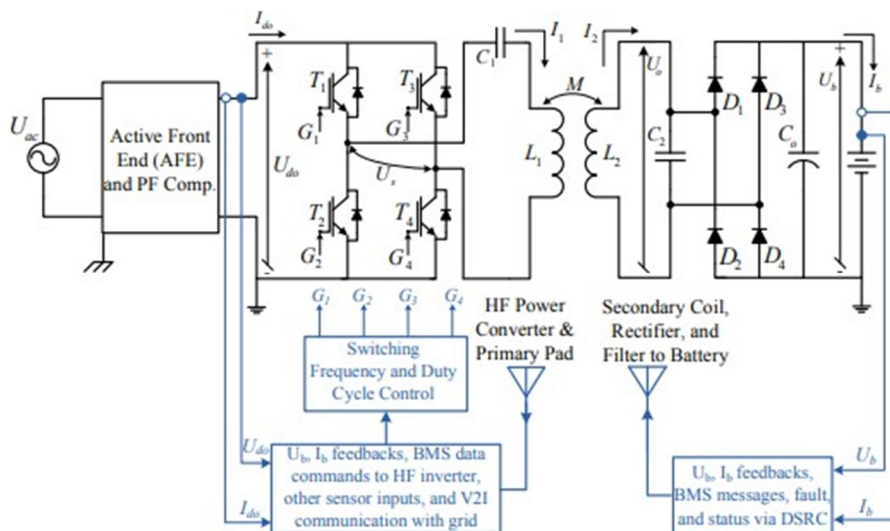 I_do
I_1
I_2
C_1
U_o
I_b
T_1
T_3
M
U_b
D_1
D_3
U_ac
Active Front
End (AFE)
and PF Comp.
G_1
G_3
U_do
L_1
L_2
C_2
C_o
U_s
T_2
T_4
G_2
G_4
D_2
D_4
G_1
G_2
G_3
G_4
HF Power
Converter &
Primary Pad
Secondary Coil,
Rectifier, and
Filter to Battery
Switching
Frequency and Duty
Cycle Control
U_do
U_b, I_b feedbacks, BMS data
commands to HF inverter,
other sensor inputs, and V2I
communication with grid
I_do
U_b, I_b feedbacks,
BMS messages, fault,
and status via DSRC
U_b
I_b